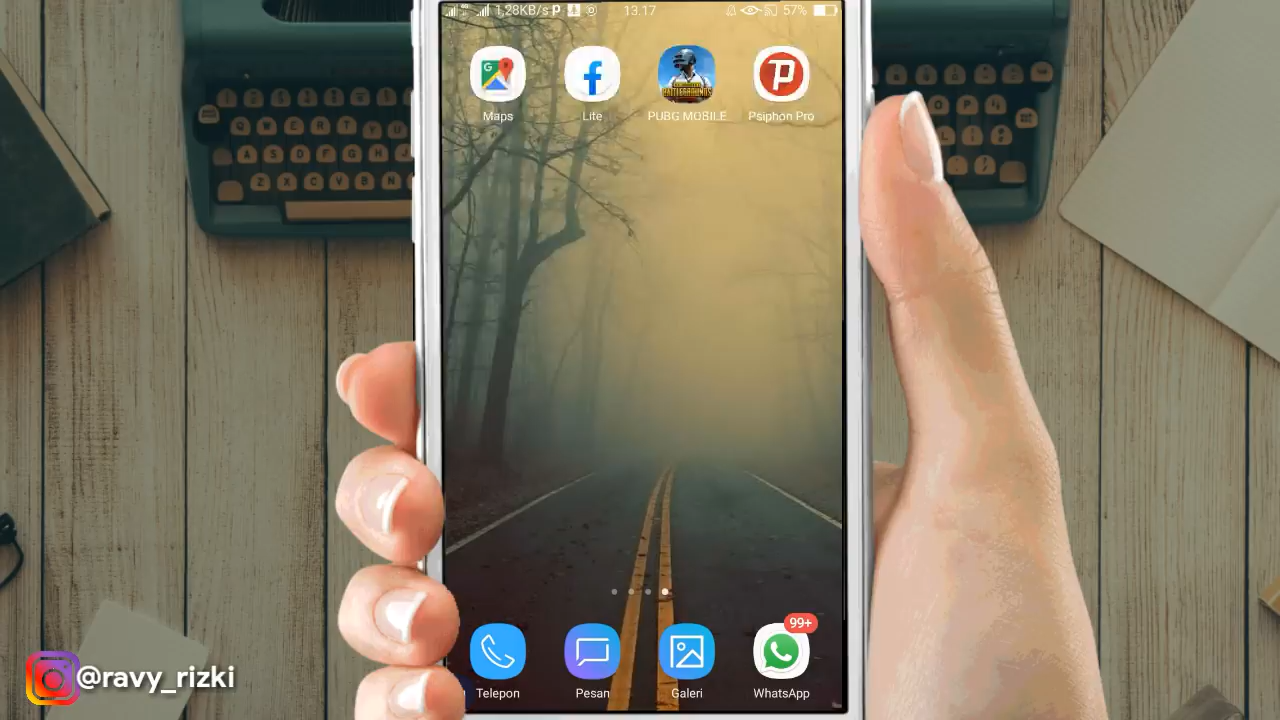 1,28KB/s
13.17
57%
Maps
Lite
PUBG MOBILE
Psiphon Pro
99+
Telepon
Pesan
Galeri
WhatsApp
@ravy_rizki